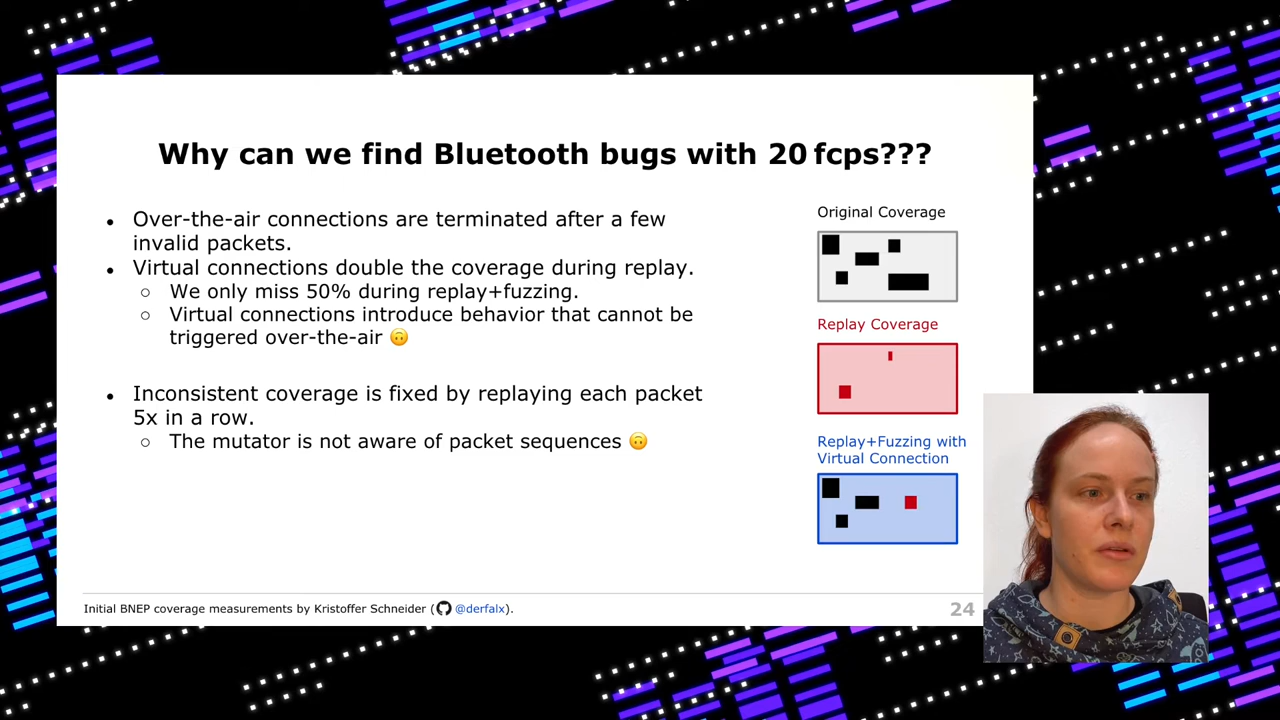 Why can we find Bluetooth bugs with 20 fcps???
● Over-the-air connections are terminated after a few
invalid packets.
● Virtual connections double the coverage during replay.
○ We only miss 50% during replay+fuzzing.
○ Virtual connections introduce behavior that cannot be
triggered over-the-air 🙃
● Inconsistent coverage is fixed by replaying each packet
5x in a row.
○ The mutator is not aware of packet sequences 🙃
Original Coverage
Replay Coverage
Replay+Fuzzing with
Virtual Connection
Initial BNEP coverage measurements by Kristoffer Schneider ( @derfalx).
24